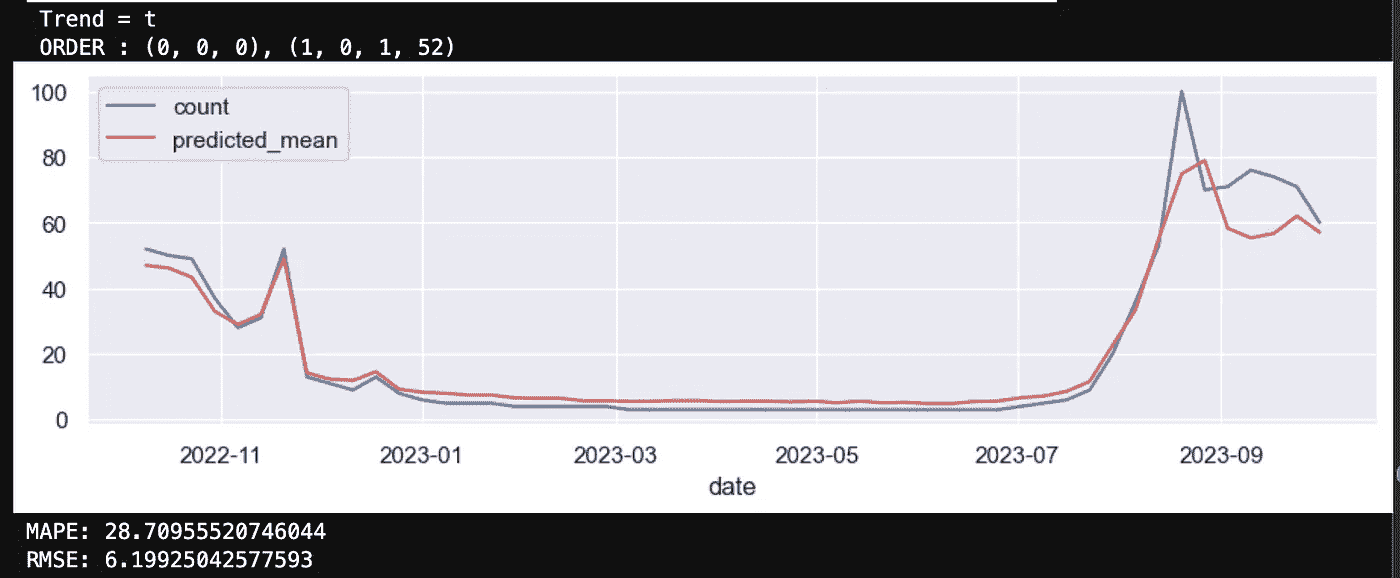 Trend = t
ORDER : (0, 0, 0), (1, 0, 1, 52)
100
count
predicted_mean
80
60
40
20
0
2022-11 2023-01 2023-03 2023-05 2023-07 2023-09
date
MAPE: 28.70955520746044
RMSE: 6.19925042577593